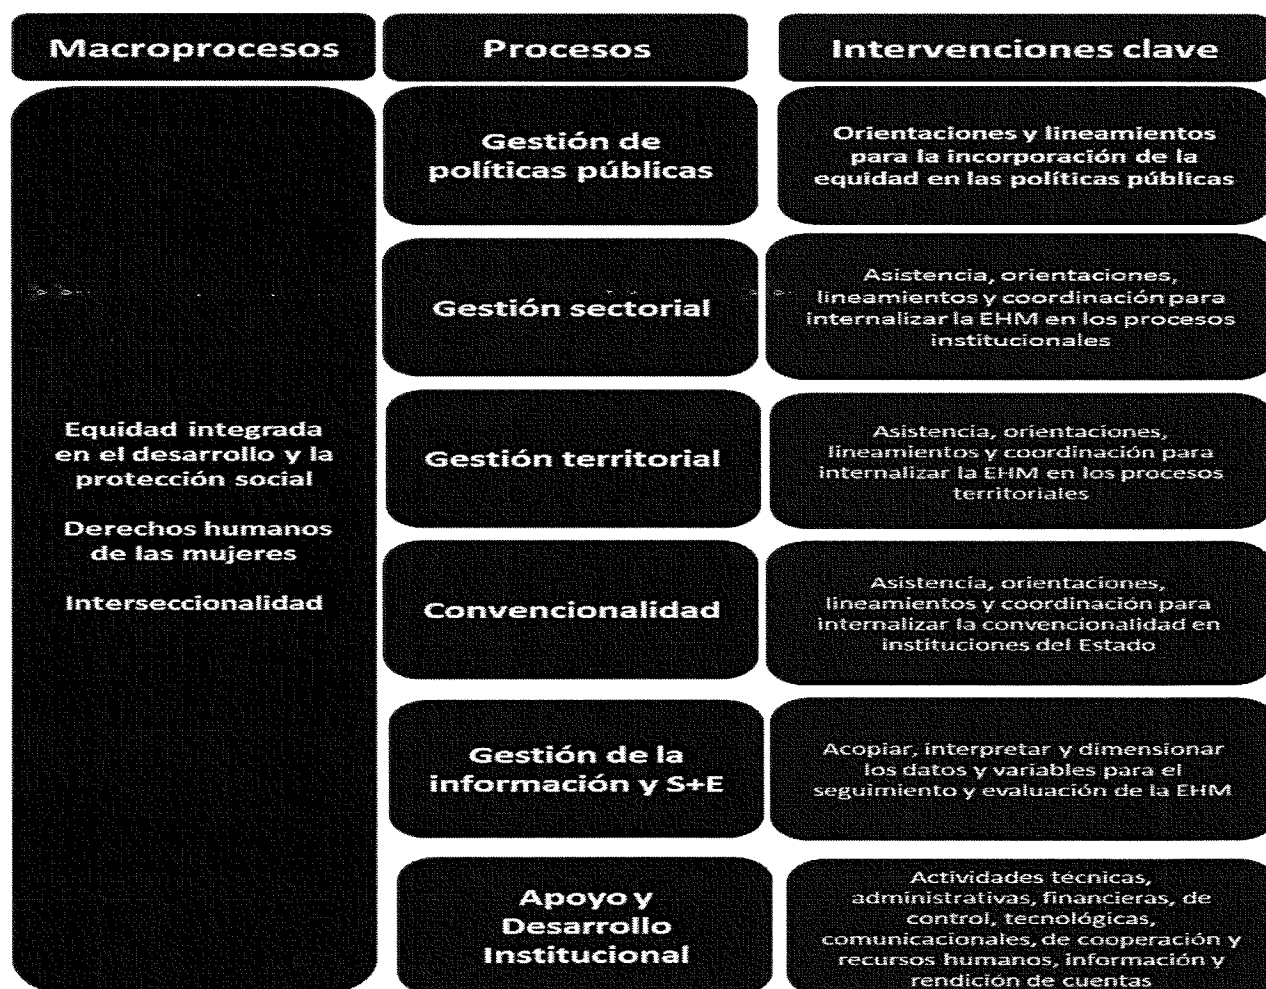 Macroprocesos
Procesos
Intervenciones clave
Equidad integrada
en el desarrollo y la
protección social
Derechos humanos
de las mujeres
Interseccionalidad
Gestión de
políticas públicas
Orientaciones y lineamientos
para la incorporación de la
equidad en las políticas públicas
Gestión sectorial
Asistencia, orientaciones,
lineamientos y coordinación para
internalizar la EHM en los procesos
institucionales
Gestión territorial
Asistencia, orientaciones,
lineamientos y coordinación para
internalizar la EHM en los procesos
territoriales
Convencionalidad
Asistencia, orientaciones,
lineamientos y coordinación para
internalizar la convencionalidad en
instituciones del Estado
Gestión de la
información y S+E
Acopiar, interpretar y dimensionar
los datos y variables para el
seguimiento y evaluación de la EHM
Apoyo y
Desarrollo
Institucional
Actividades técnicas,
administrativas, financieras, de
control, tecnológicas,
comunicacionales, de cooperación y
recursos humanos, información y
rendición de cuentas